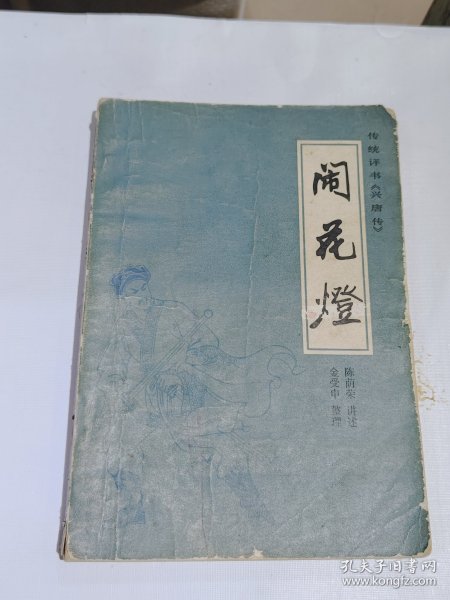 传统评书《兴唐传》
闹花燈
陈荫荣 讲述
金受申 整理
孔夫子旧书网
www.kongfz.com